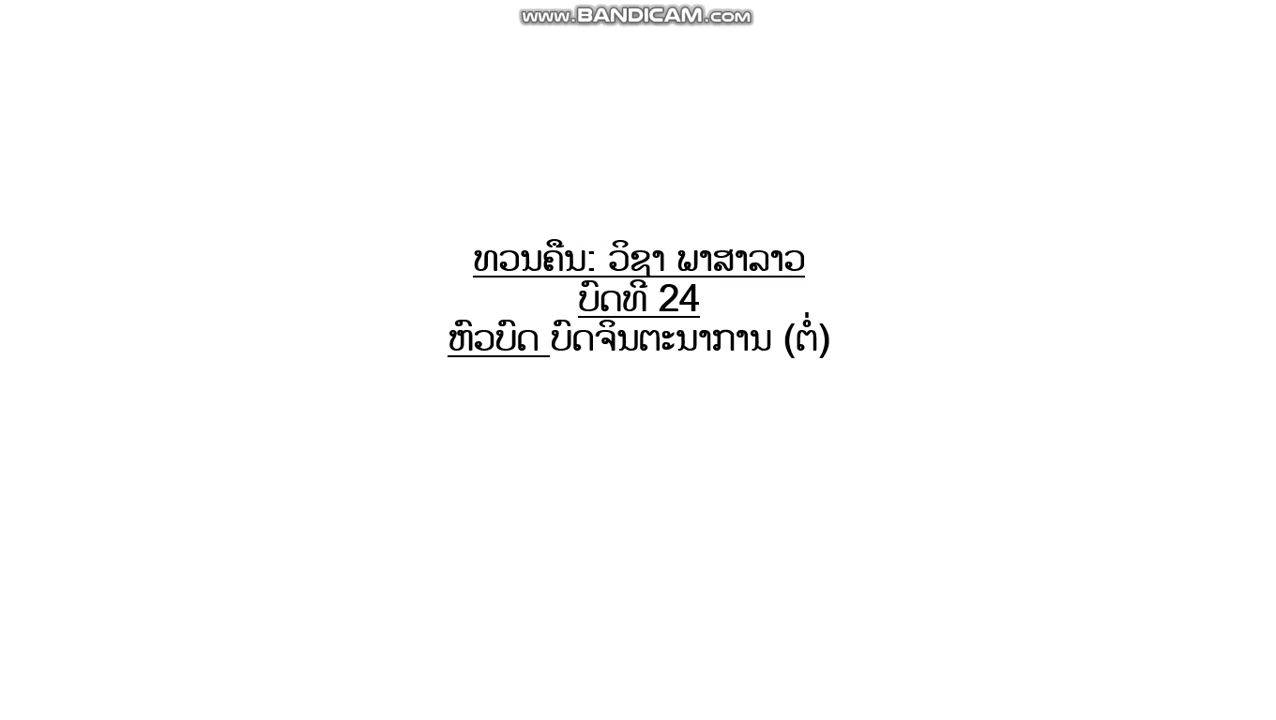 www.BANDICAM.com
ທວນຄືນ: ວິຊາ ພາສາລາວ
ບົດທີ 24
ຫົວບົດ ບົດຈິນຕະນາການ (ຕໍ່)